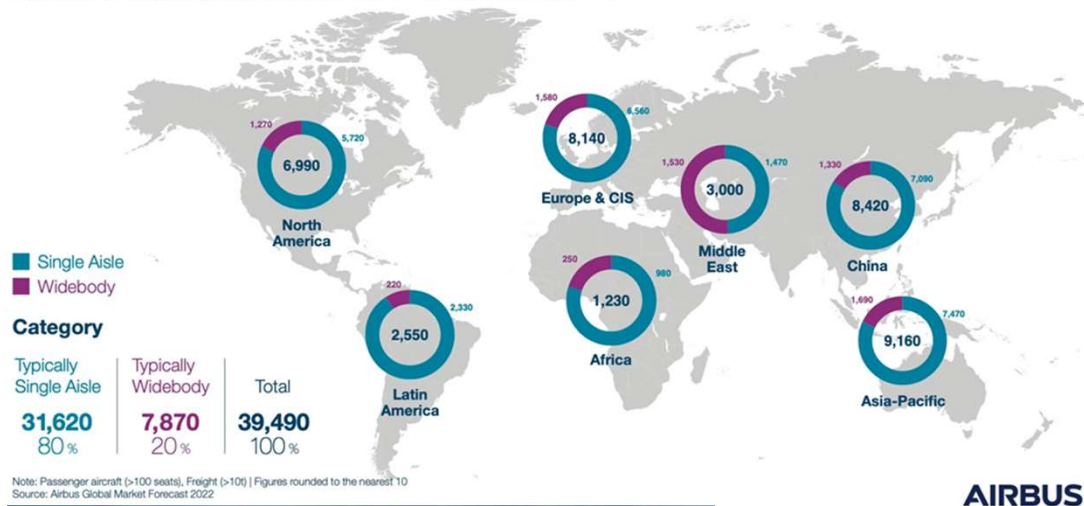 1,270
5,720
6,990
North
America
1,580
6,560
8,140
Europe & CIS
1,530
1,470
3,000
Middle
East
1,330
7,090
8,420
China
Single Aisle
Widebody
220
2,330
2,550
Latin
America
250
980
1,230
Africa
1,690
7,470
9,160
Asia-Pacific
Category
Typically
Single Aisle
31,620
80 %
Typically
Widebody
7,870
20 %
Total
39,490
100 %
Note: Passenger aircraft (>100 seats), Freight (>10t) | Figures rounded to the nearest 10
Source: Airbus Global Market Forecast 2022
AIRBUS